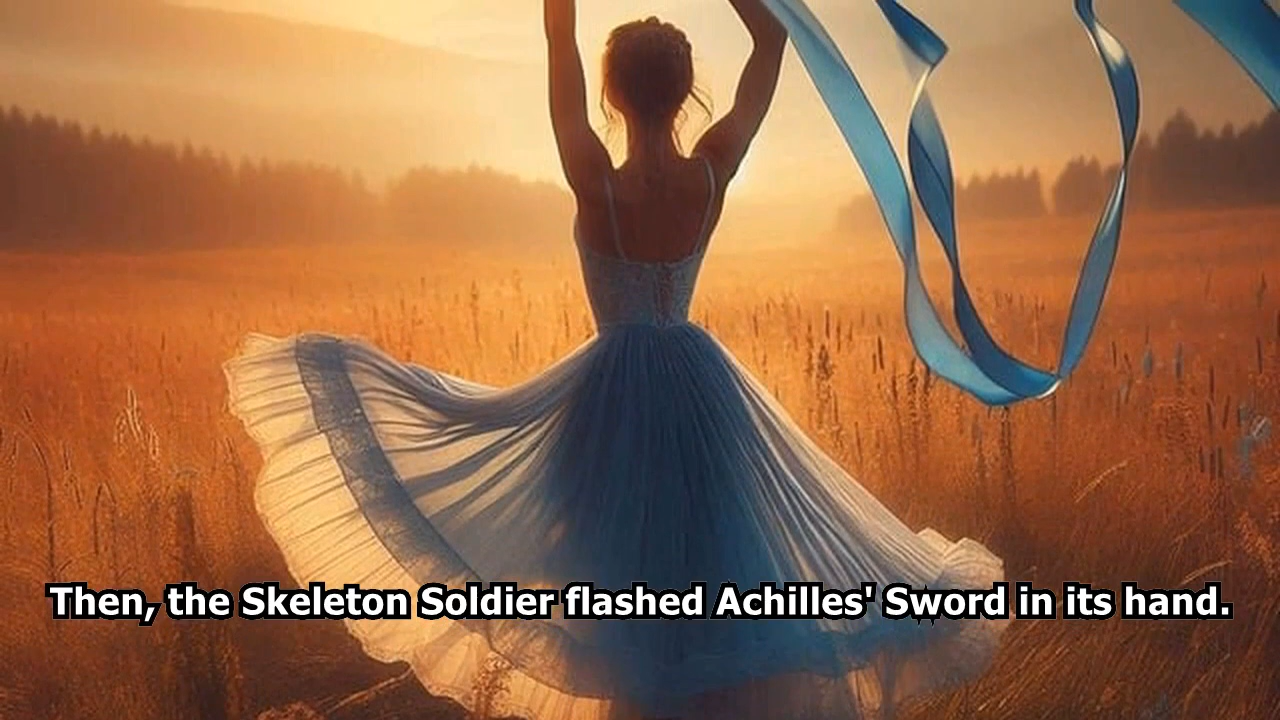 Then, the Skeleton Soldier flashed Achilles' Sword in its hand.